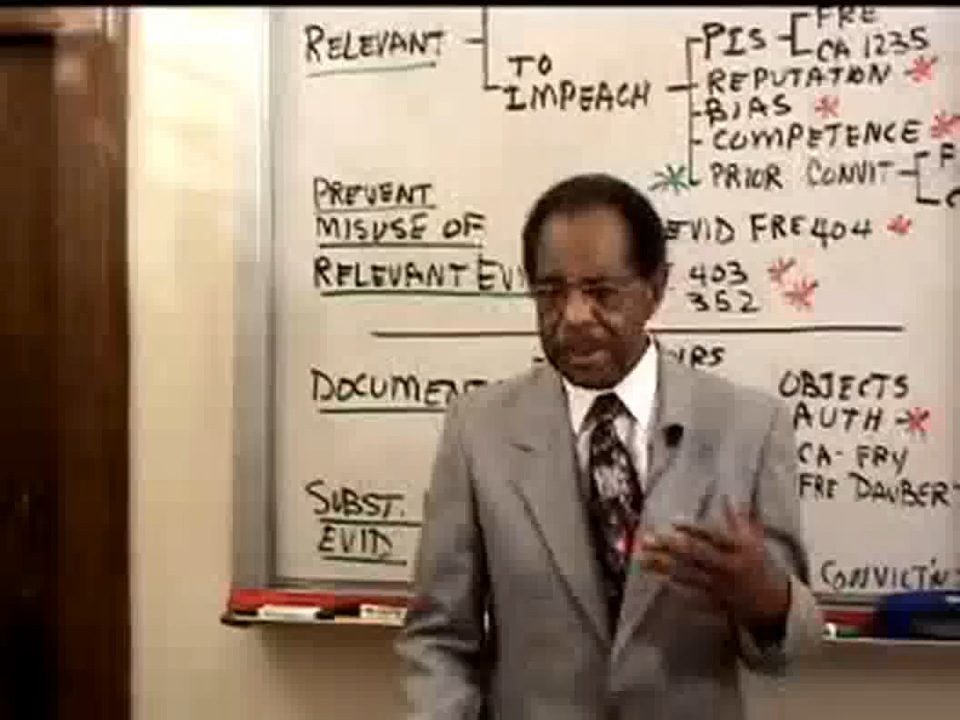 FRE
RELEVANT
PIS
CA 1235
TO
IMPEACH
REPUTATION
BIAS
COMPETENCE
PRIOR CONVIT
F
PREVENT
MISUSE OF
EVID FRE 404
RELEVANT
403
352
OBJECTS
AUTH
CA- FRY
FRE
SUBST.
EVID